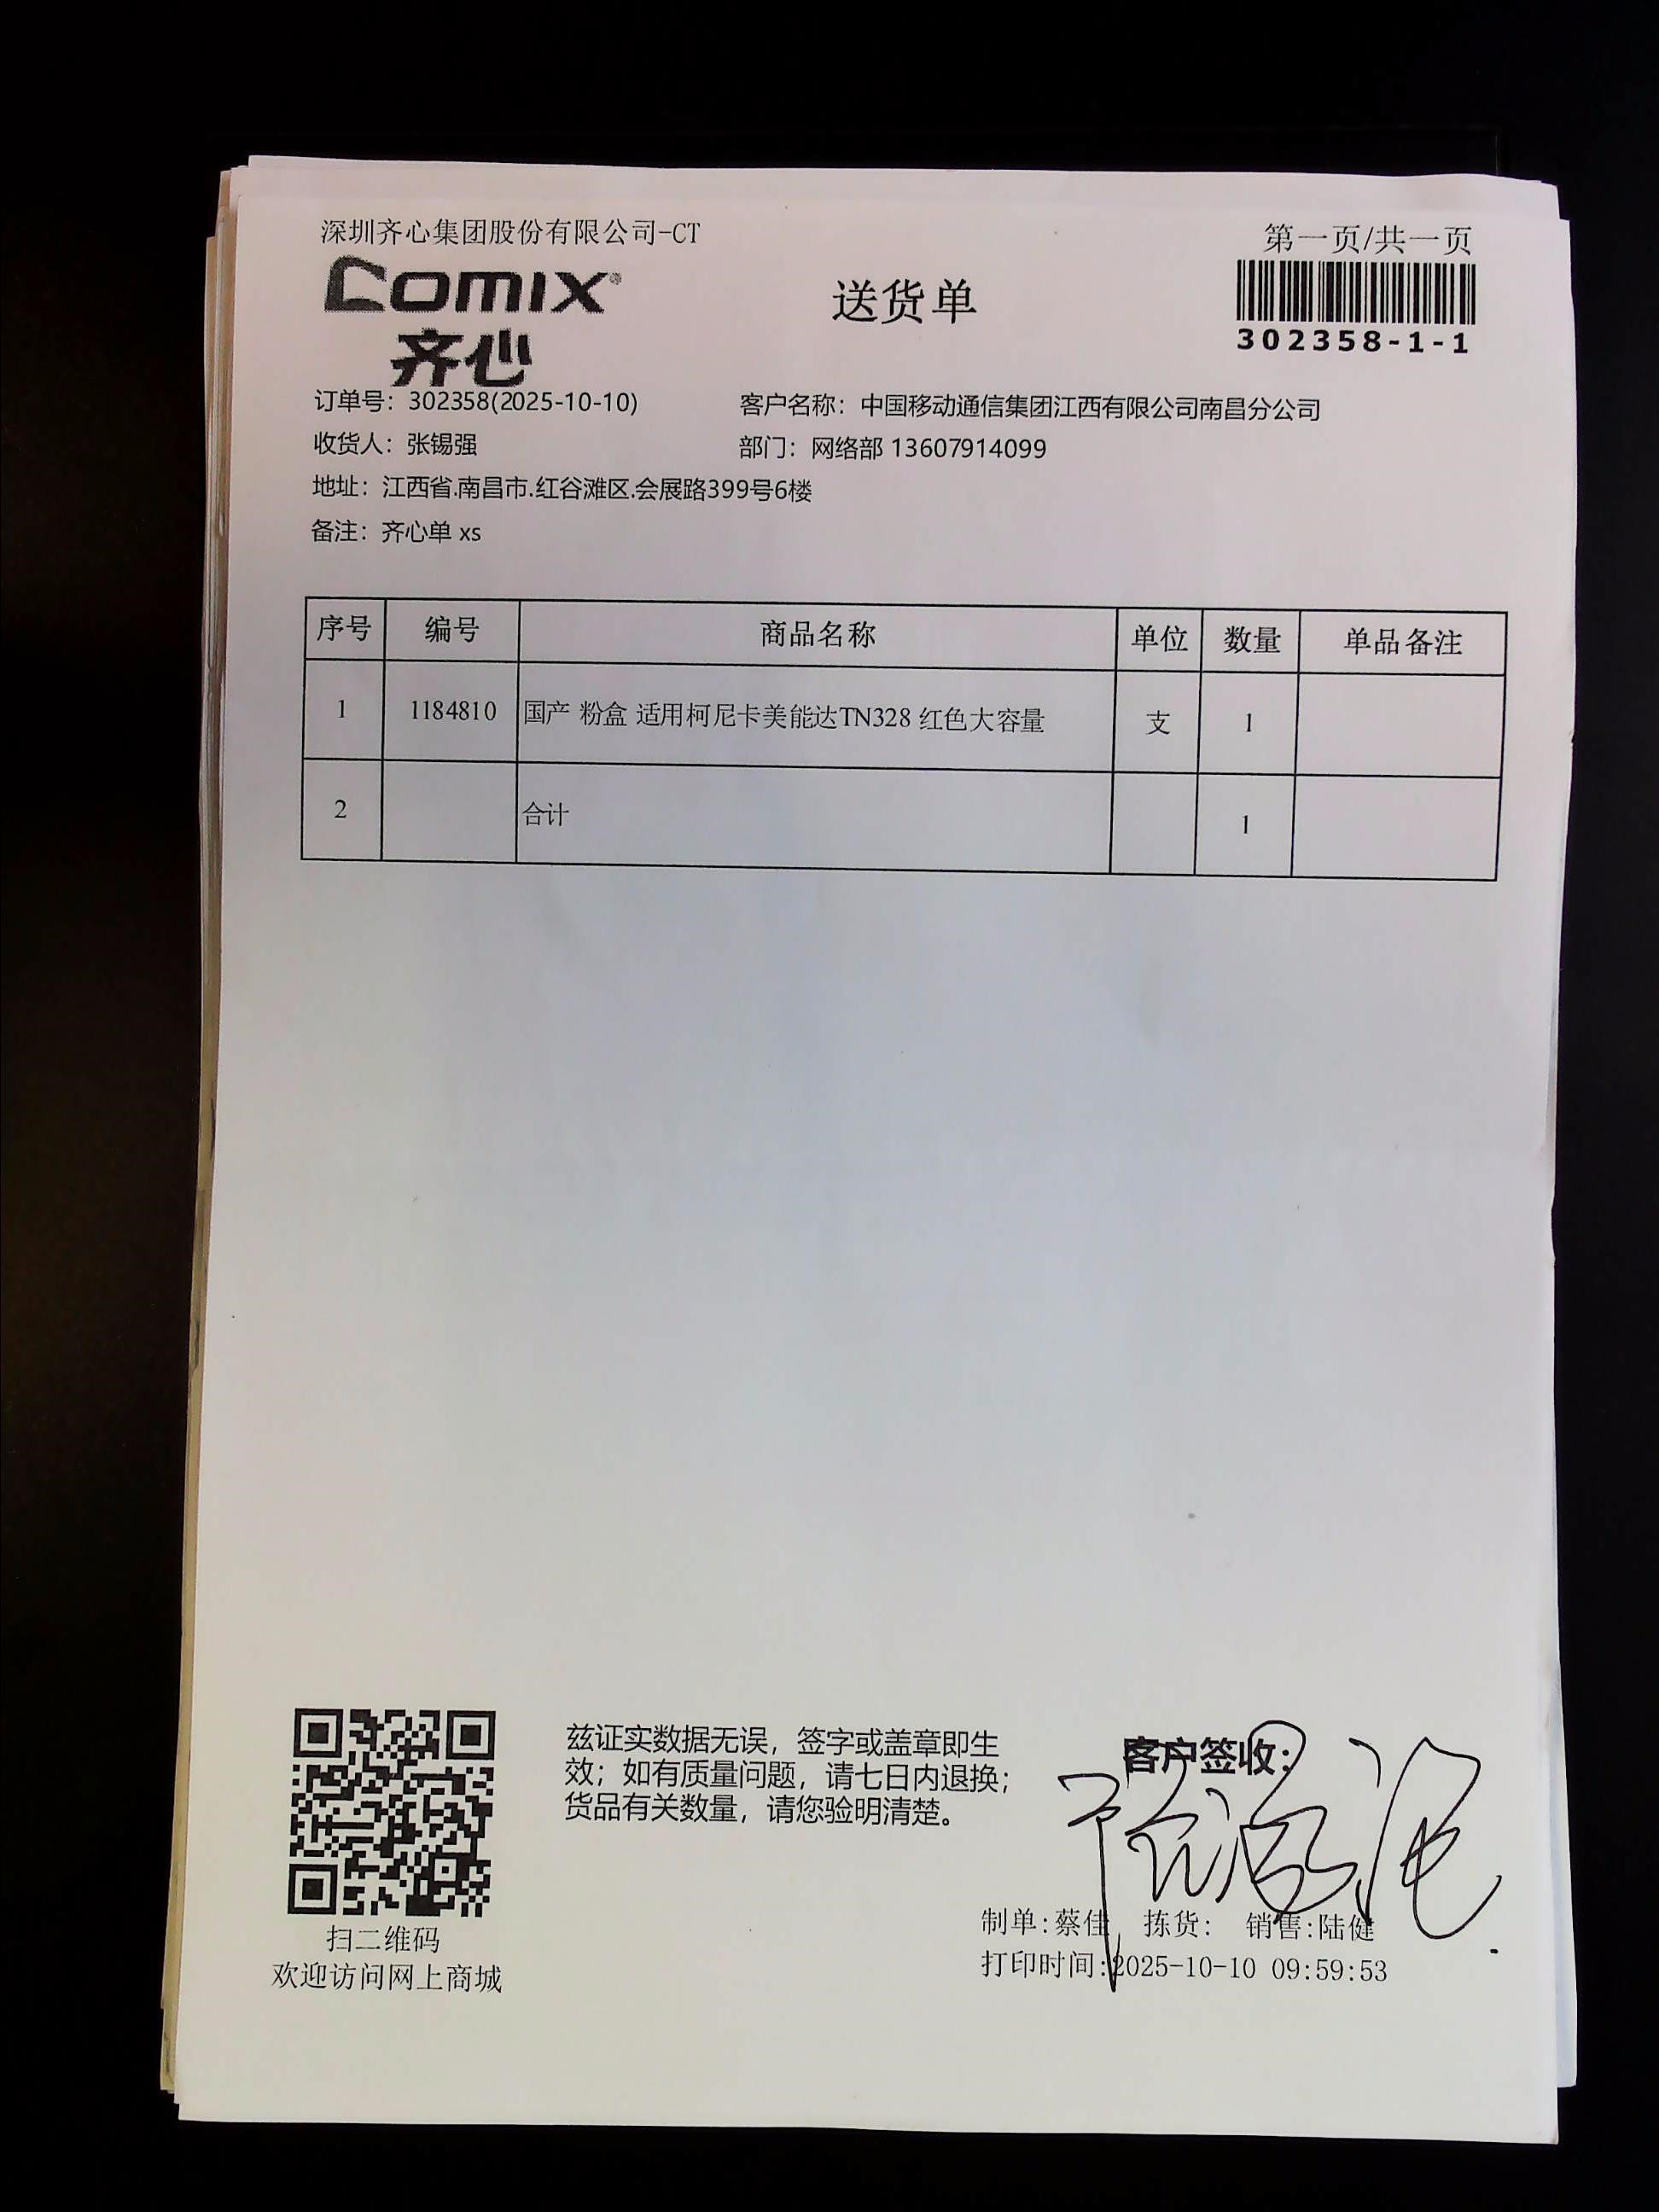 深圳齐心集团股份有限公司-CT
第一页/共一页
Comix
齐心
送货单
302358-1-1
订单号：302358(2025-10-10)
客户名称：中国移动通信集团江西有限公司南昌分公司
收货人：张锡强
部门：网络部 13607914099
地址：江西省.南昌市.红谷滩区.会展路399号6楼
备注：齐心单 xs
序号 编号 商品名称 单位 数量 单品备注
1 1184810 国产 粉盒 适用柯尼卡美能达TN328 红色大容量 支 1
2 合计 1
兹证实数据无误，签字或盖章即生
效；如有质量问题，请七日内退换；
货品有关数量，请您验明清楚。
客户签收：
扫二维码
欢迎访问网上商城
制单:蔡佳 拣货: 销售:陆健
打印时间:2025-10-10 09:59:53